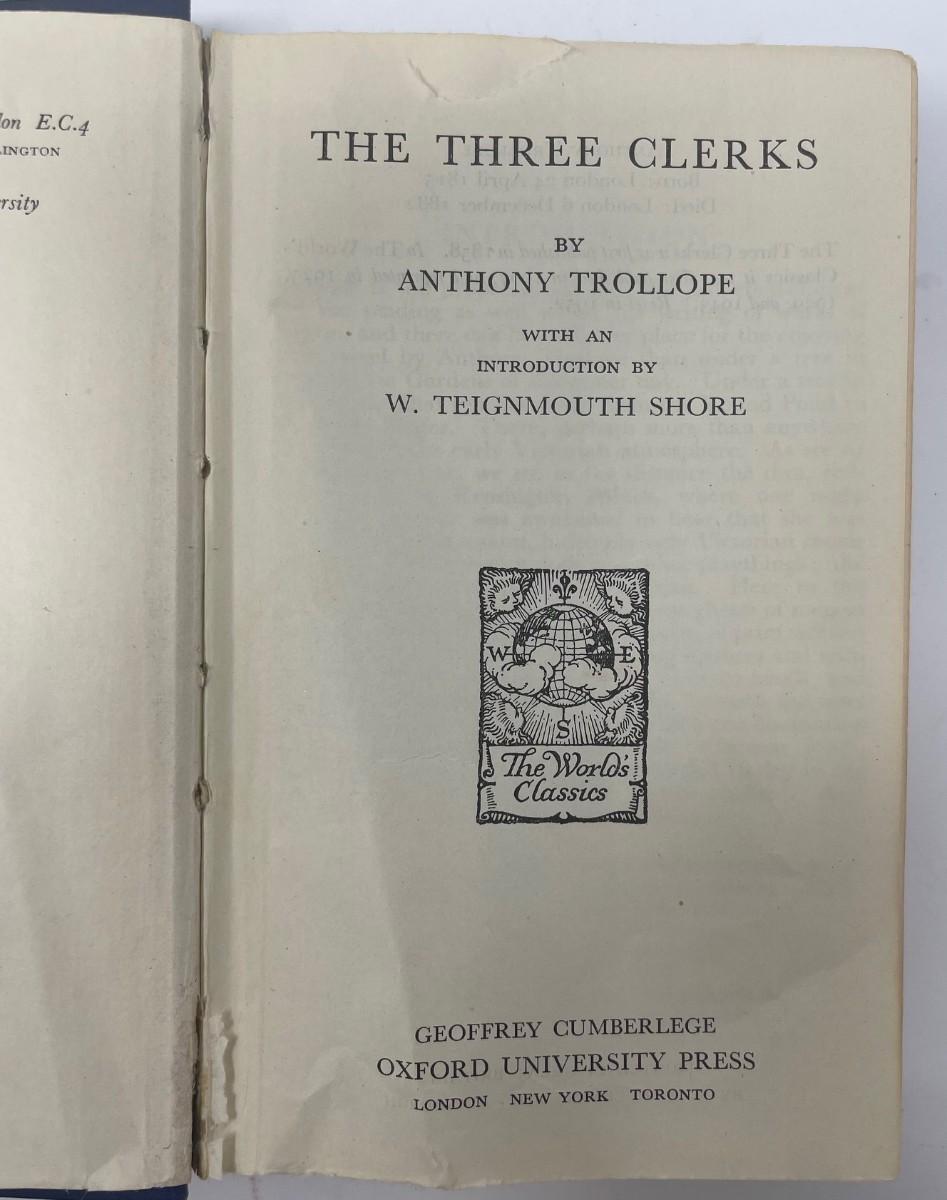 lon E.C.4
LINGTON
rsity
THE THREE CLERKS
BY
ANTHONY TROLLOPE
WITH AN
INTRODUCTION BY
W. TEIGNMOUTH SHORE
W E
S
The World's
Classics
GEOFFREY CUMBERLEGE
OXFORD UNIVERSITY PRESS
LONDON NEW YORK TORONTO